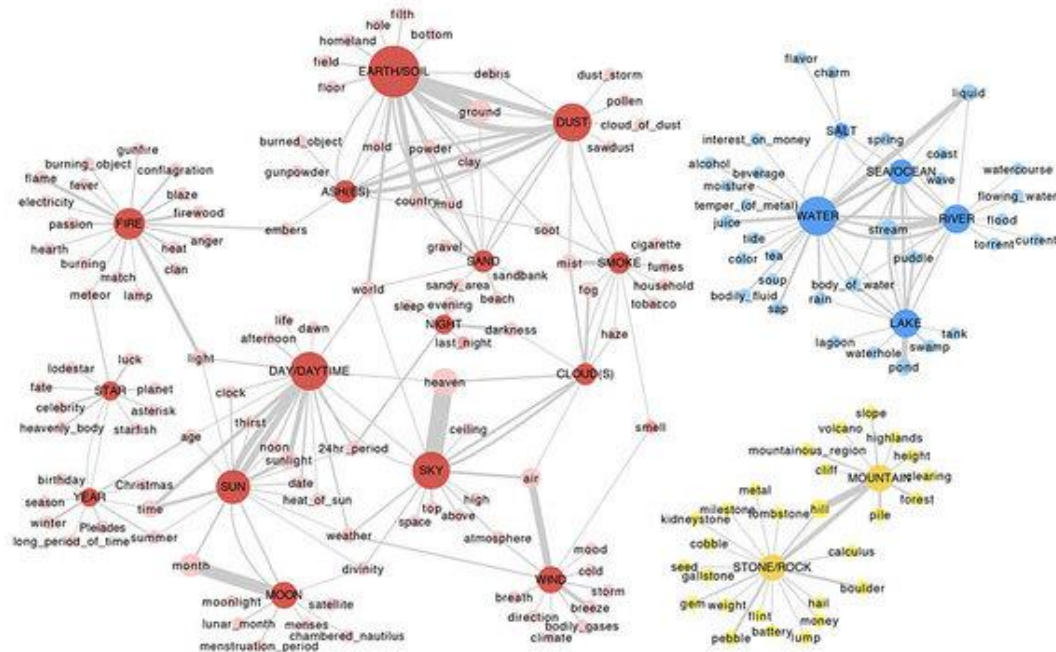 filth
hole
homeland
bottom
field
EARTH/SOIL
debris
dust_storm
floor
pollen
ground
DUST
cloud_of_dust
burned_object
mold
powder
sawdust
clay
gunpowder
ASH(ES)
country
mud
gunfire
burning_object
conflagration
flame
fever
blaze
electricity
firewood
passion
FIRE
embers
anger
hearth
heat
burning
clan
match
meteor
lamp
soot
gravel
SAND
sandbank
mist
SMOKE
cigarette
fumes
household
tobacco
world
sandy_area
beach
fog
sleep
evening
NIGHT
darkness
last_night
haze
life
dawn
afternoon
light
DAY/DAYTIME
CLOUD(S)
heaven
luck
lodestar
fate
STAR
planet
celebrity
asterisk
heavenly_body
starfish
clock
thirst
age
ceiling
smell
noon
24hr_period
sunlight
SKY
air
birthday
Christmas
SUN
date
heat_of_sun
season
YEAR
time
high
top
above
space
winter
Pleiades
long_period_of_time
summer
weather
atmosphere
month
divinity
mood
cold
WIND
storm
MOON
moonlight
satellite
breath
breeze
lunar_month
menses
direction
bodily_gases
chambered_nautilus
climate
menstruation_period
flavor
charm
liquid
SALT
spring
interest_on_money
coast
alcohol
beverage
SEA/OCEAN
watercourse
moisture
wave
flowing_water
temper_(of_metal)
WATER
RIVER
juice
stream
flood
tide
torrent
current
color
tea
puddle
soup
body_of_water
bodily_fluid
rain
sap
LAKE
tank
lagoon
swamp
waterhole
pond
slope
volcano
highlands
mountainous_region
height
cliff
MOUNTAIN
clearing
metal
forest
milestone
tombstone
hill
pile
kidneystone
cobble
calculus
seed
gallstone
STONE/ROCK
boulder
gem
weight
hail
flint
money
pebble
battery
lump